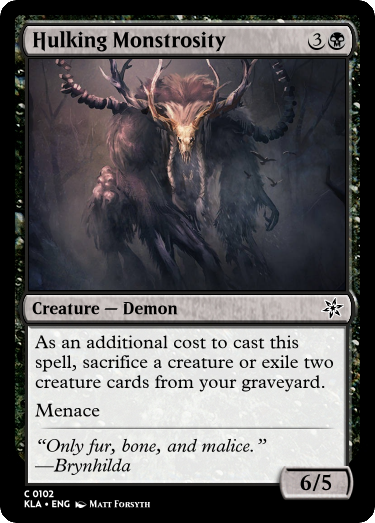 Hulking Monstrosity 3
Creature — Demon
As an additional cost to cast this
spell, sacrifice a creature or exile two
creature cards from your graveyard.
Menace
“Only fur, bone, and malice.”
—Brynhilda
6/5
C 0102
KLA • ENG Matt Forsyth